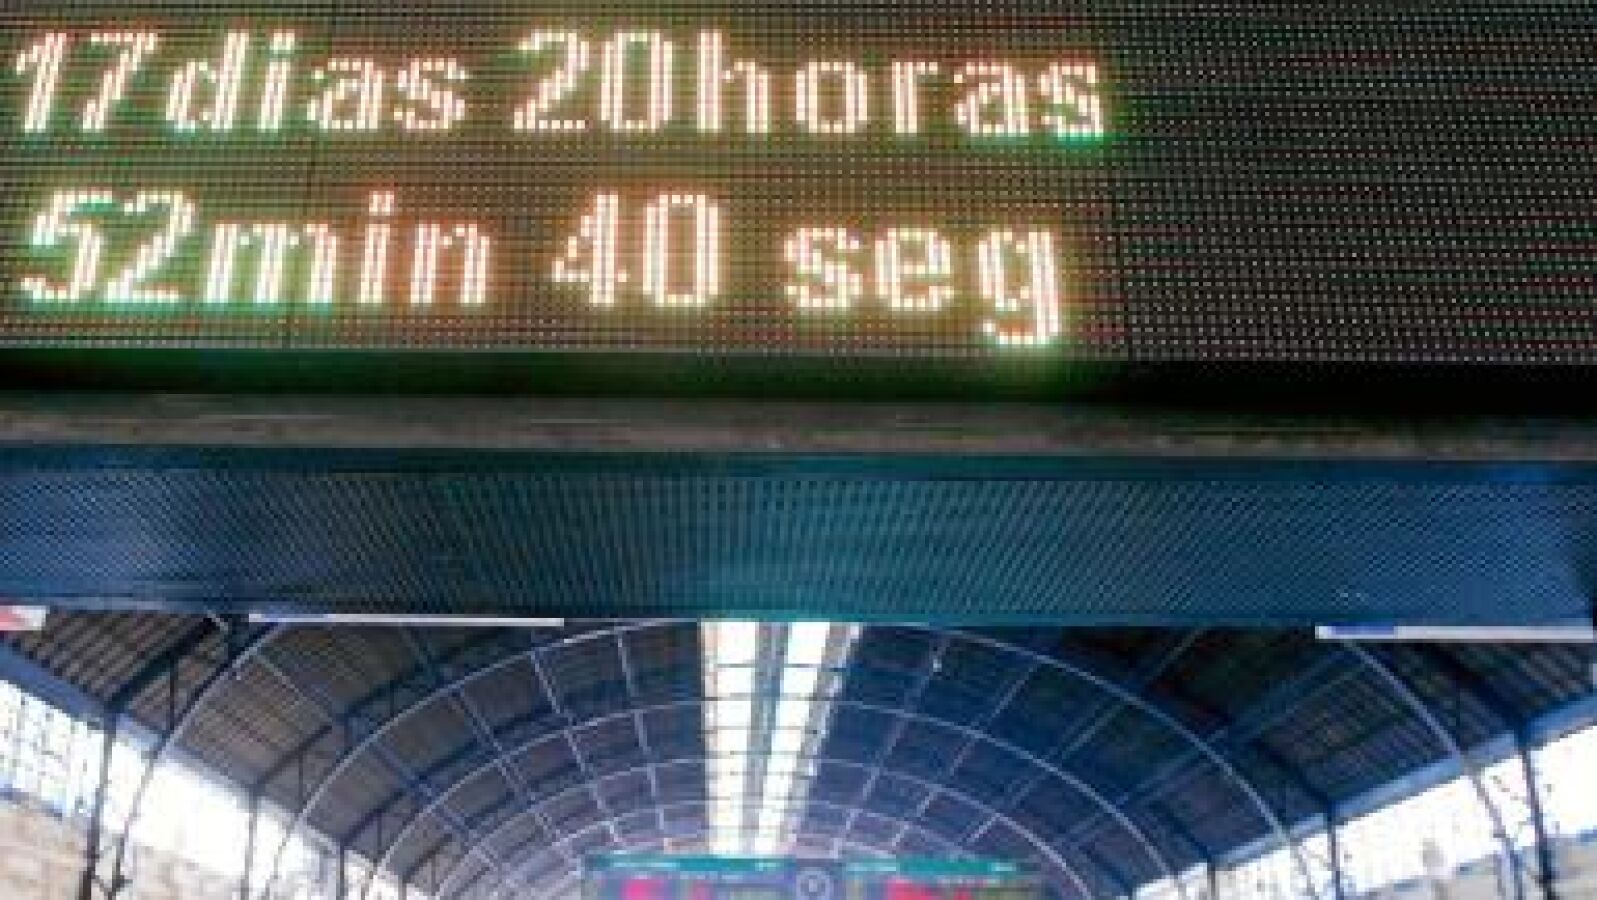 17dias 20horas
52min 40 seg